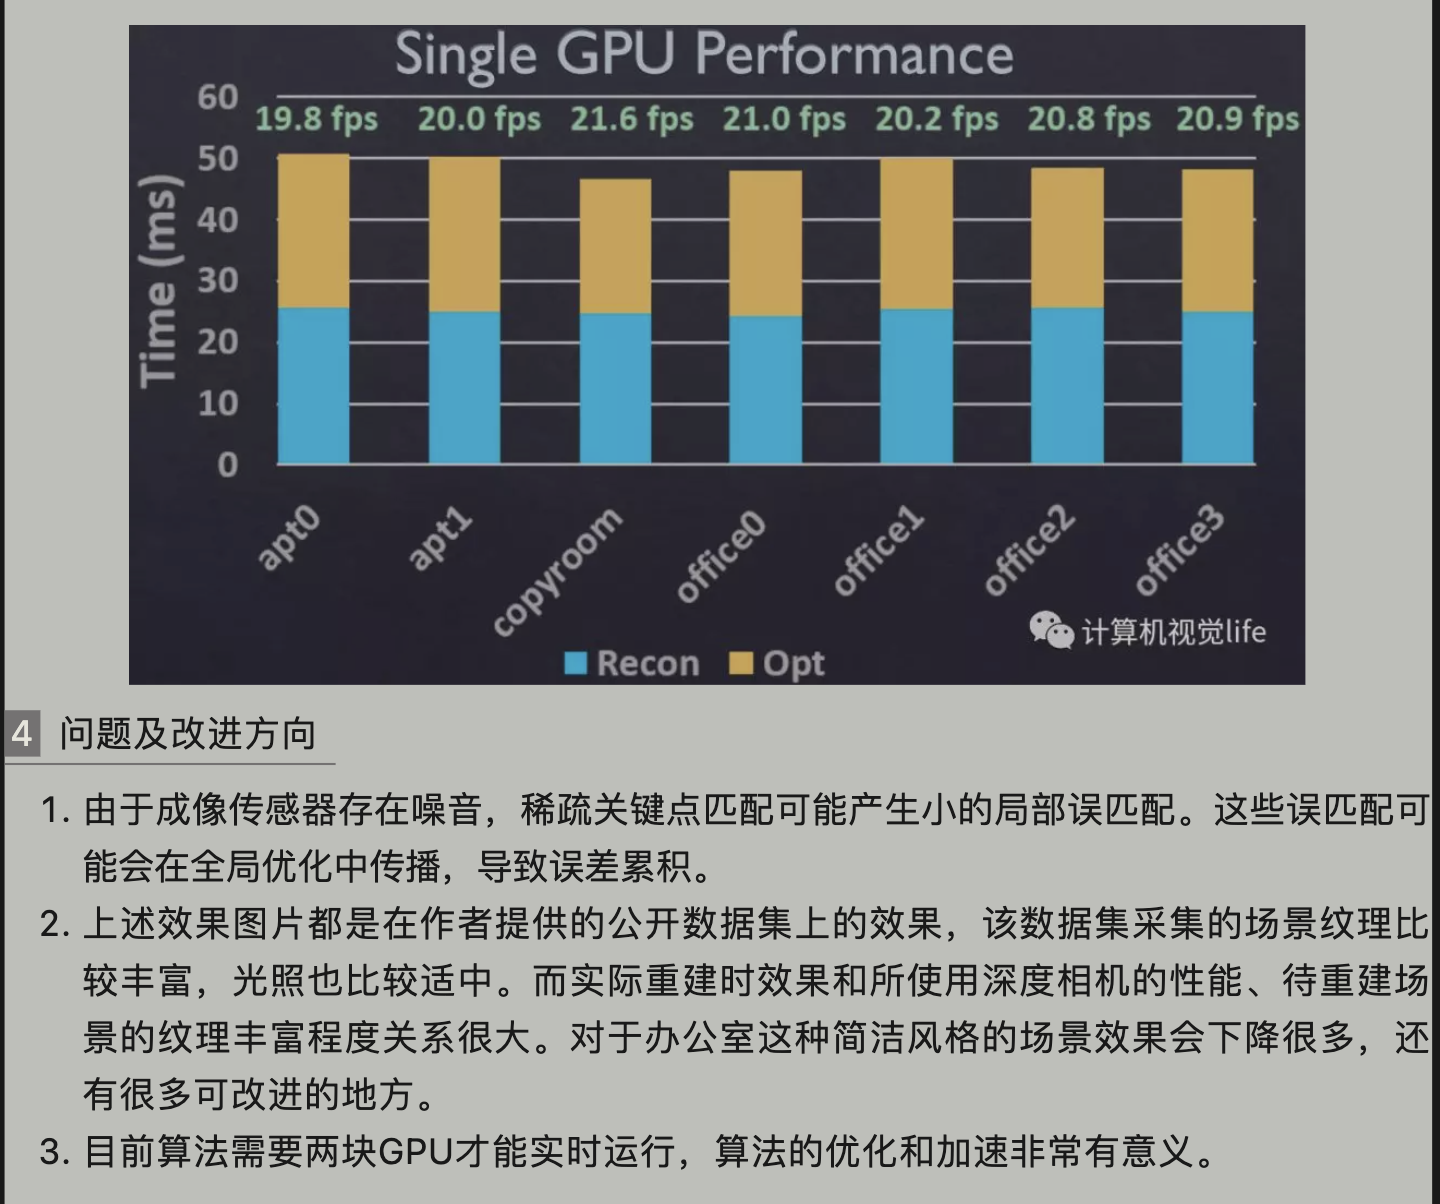 Single GPU Performance
60
19.8 fps 20.0 fps 21.6 fps 21.0 fps 20.2 fps 20.8 fps 20.9 fps
50
40
30
20
10
0
Time (ms)
apt0 apt1 copyroom office0 office1 office2 office3
计算机视觉life
Recon Opt
4 问题及改进方向
1. 由于成像传感器存在噪音，稀疏关键点匹配可能产生小的局部误匹配。这些误匹配可
能会在全局优化中传播，导致误差累积。
2. 上述效果图片都是在作者提供的公开数据集上的效果，该数据集采集的场景纹理比
较丰富，光照也比较适中。而实际重建时效果和所使用深度相机的性能、待重建场
景的纹理丰富程度关系很大。对于办公室这种简洁风格的场景效果会下降很多，还
有很多可改进的地方。
3. 目前算法需要两块GPU才能实时运行，算法的优化和加速非常有意义。